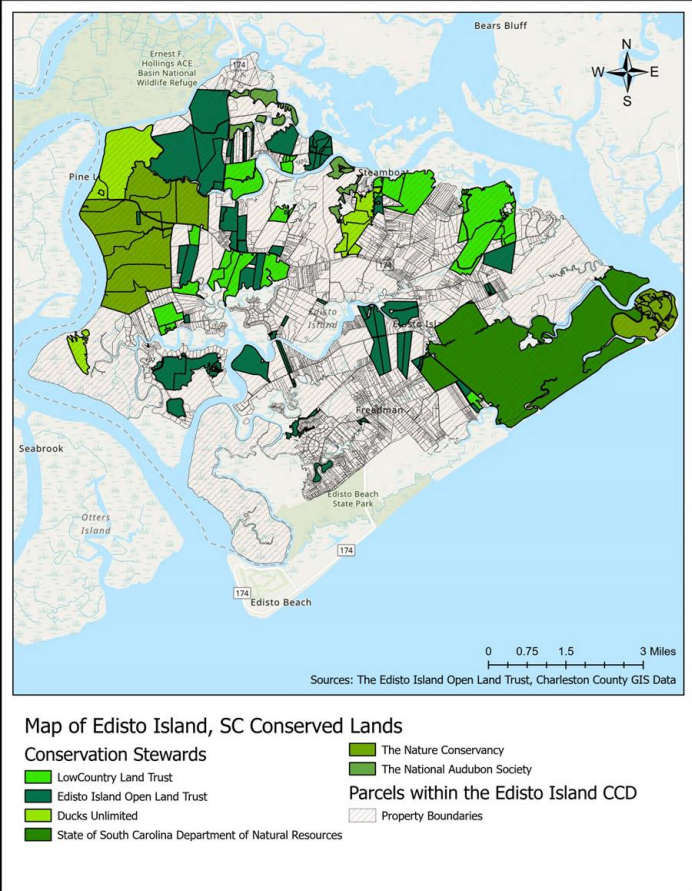 Bears Bluff
Ernest F.
Hollings ACE
Basin National
Wildlife Refuge
174
N
W E
S
Pine
Steamboat
174
Edisto
Island
Edisto Isl
Freedman
Seabrook
Edisto Beach
State Park
Otters
Island
174
174
Edisto Beach
0 0.75 1.5 3 Miles
Sources: The Edisto Island Open Land Trust, Charleston County GIS Data
Map of Edisto Island, SC Conserved Lands
Conservation Stewards
LowCountry Land Trust
Edisto Island Open Land Trust
Ducks Unlimited
State of South Carolina Department of Natural Resources
The Nature Conservancy
The National Audubon Society
Parcels within the Edisto Island CCD
Property Boundaries